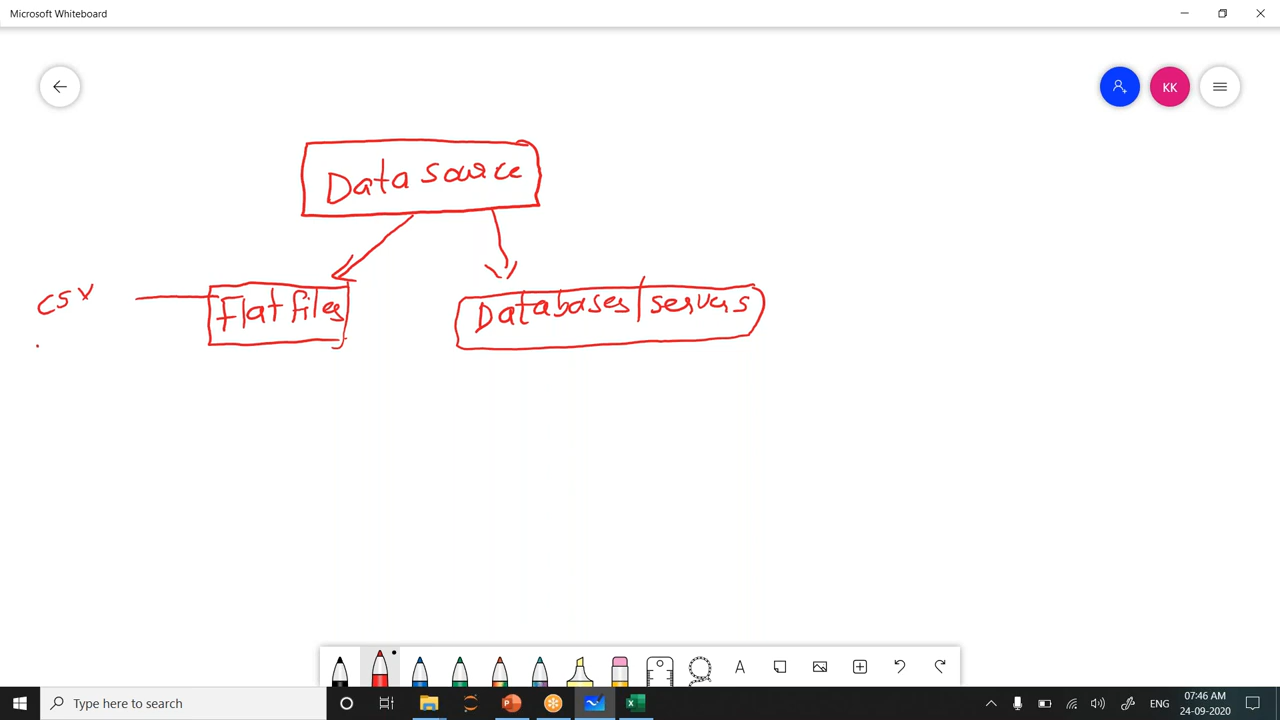 Microsoft Whiteboard
KK
Data source
CSV
Flat files
Databases/servers
A
Type here to search
ENG
07:46 AM
24-09-2020